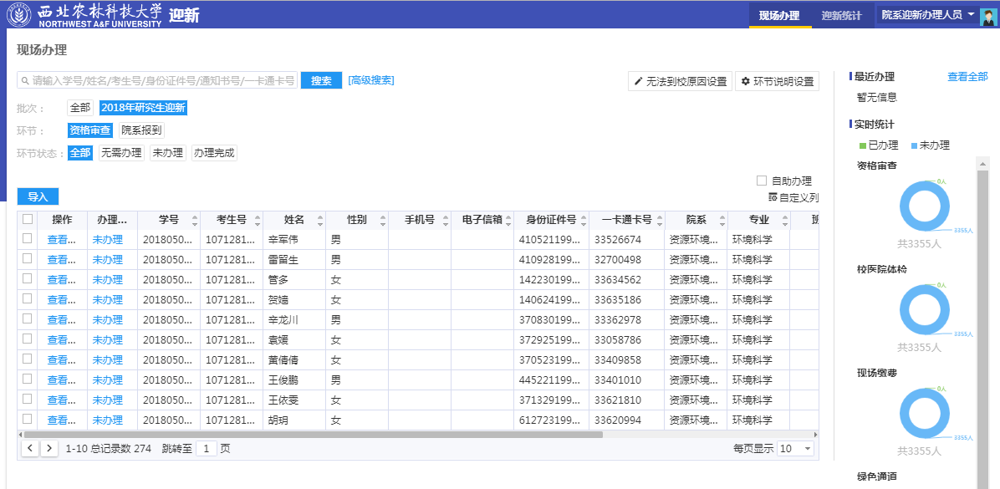 西北农林科技大学 迎新
NORTHWEST A&F UNIVERSITY
现场办理 迎新统计 院系迎新办理人员
现场办理
请输入学号/姓名/考生号/身份证件号/通知书号/一卡通卡号 搜索 [高级搜索] 无法到校原因设置 环节说明设置
批次： 全部 2018年研究生迎新
环节： 资格审查 院系报到
环节状态： 全部 无需办理 未办理 办理完成
自助办理
导入 自定义列
操作 办理... 学号 考生号 姓名 性别 手机号 电子信箱 身份证件号 一卡通卡号 院系 专业
查看... 未办理 2018050... 1071281... 辛军伟 男 410521199... 33526674 资源环境... 环境科学
查看... 未办理 2018050... 1071281... 雷留生 男 410928199... 32700498 资源环境... 环境科学
查看... 未办理 2018050... 1071281... 管多 女 142230199... 33634562 资源环境... 环境科学
查看... 未办理 2018050... 1071281... 贺嫱 女 140624199... 33635186 资源环境... 环境科学
查看... 未办理 2018050... 1071281... 辛龙川 男 370830199... 33362978 资源环境... 环境科学
查看... 未办理 2018050... 1071281... 袁媛 女 372925199... 33058786 资源环境... 环境科学
查看... 未办理 2018050... 1071281... 黄倩倩 女 370523199... 33409858 资源环境... 环境科学
查看... 未办理 2018050... 1071281... 王俊鹏 男 445221199... 33401010 资源环境... 环境科学
查看... 未办理 2018050... 1071281... 王依雯 女 371329199... 33621810 资源环境... 环境科学
查看... 未办理 2018050... 1071281... 胡玥 女 612723199... 33620994 资源环境... 环境科学
1-10 总记录数 274 跳转至 1 页 每页显示 10
最近办理 查看全部
暂无信息
实时统计
已办理 未办理
资格审查
0人
3355人
共3355人
校医院体检
0人
3355人
共3355人
现场缴费
0人
3355人
共3355人
绿色通道